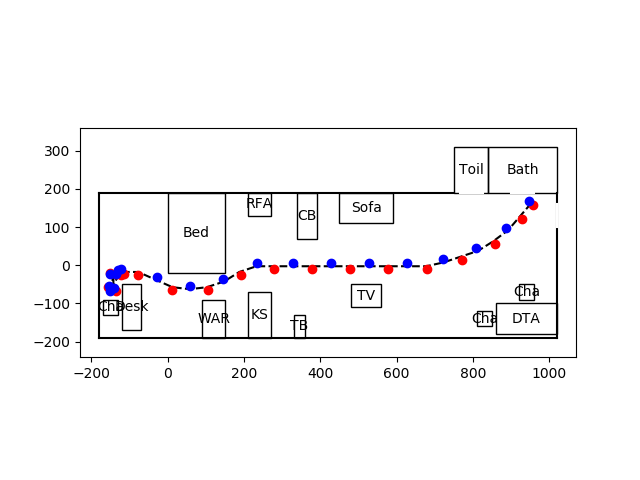 300
200
100
0
−100
−200
−200
0
200
400
600
800
1000
Toil
Bath
RFA
Sofa
CB
Bed
TV
Cha
Cha
Desk
WAR
KS
TB
Cha
DTA